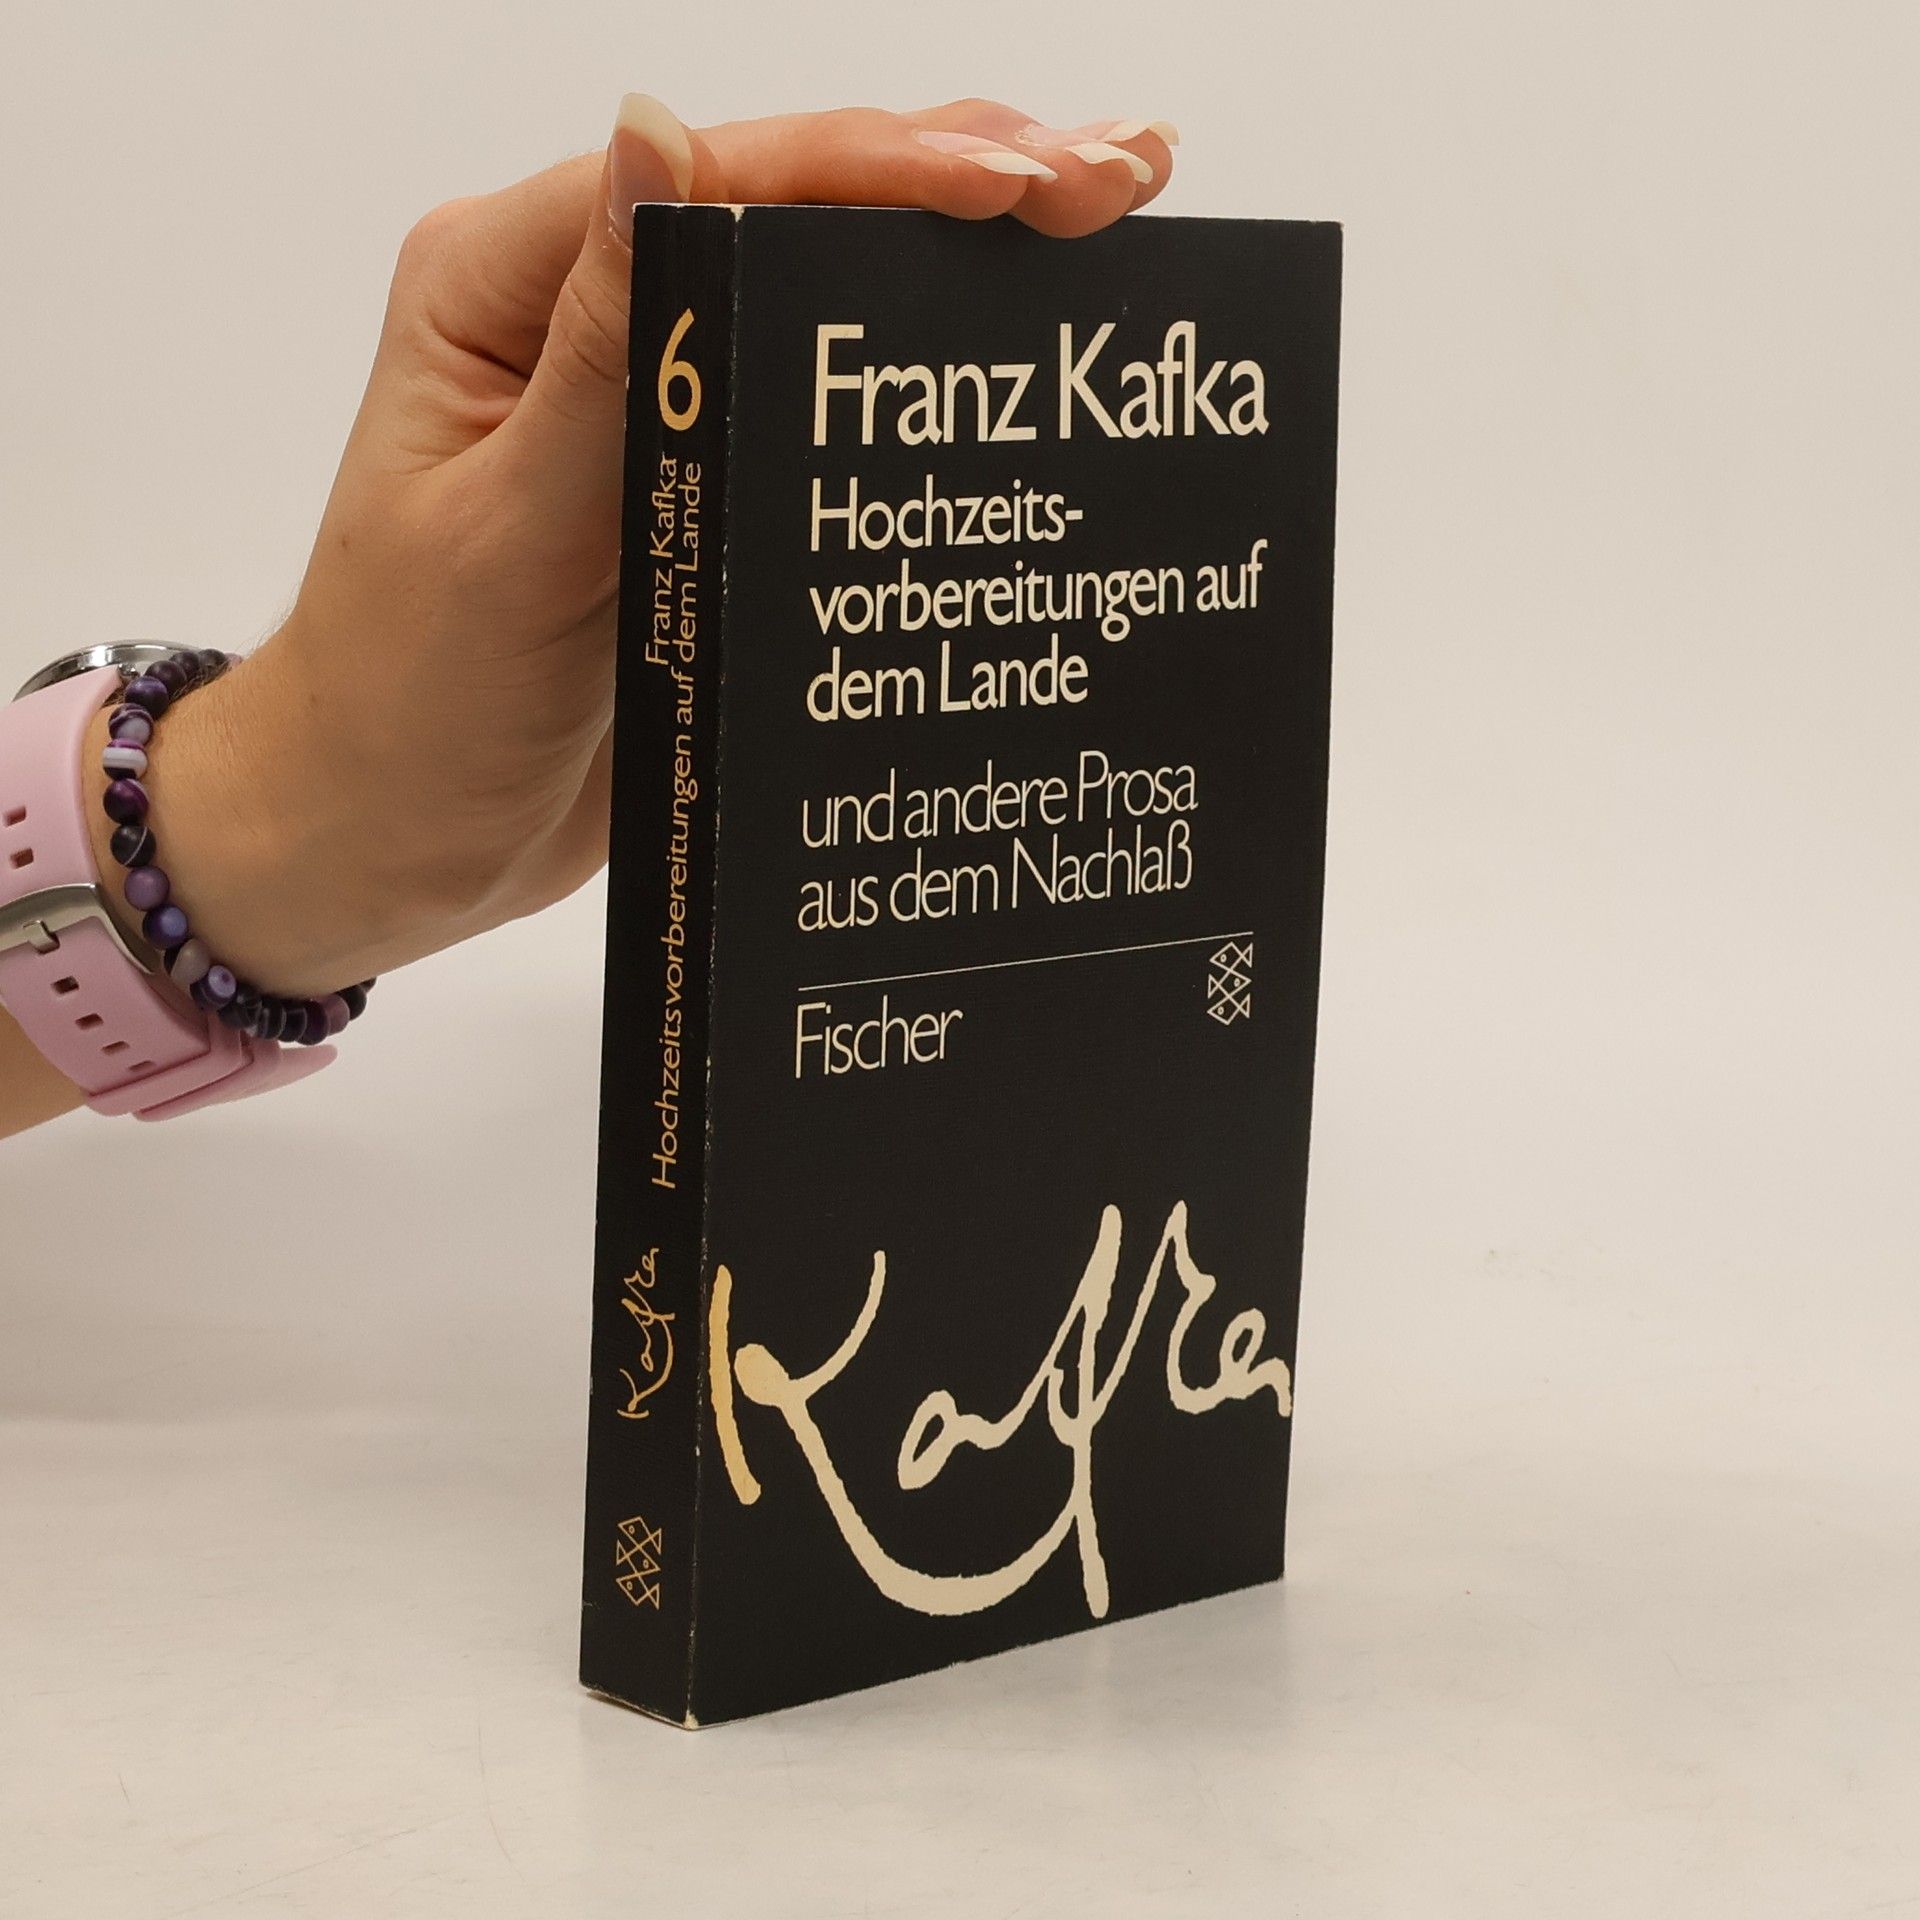 6
Franz Kafka
Hochzeitsvorbereitungen auf dem Lande
Kafka
Franz Kafka
Hochzeits-
vorbereitungen auf
dem Lande
und andere Prosa
aus dem Nachlaß
Fischer
Kafka